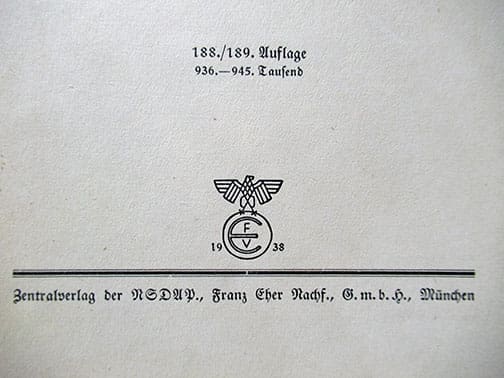 188./189. Auflage
936.—945. Tausend
F
E
V
19 38
Zentralverlag der NSDAP., Franz Eher Nachf., G. m. b. H., München